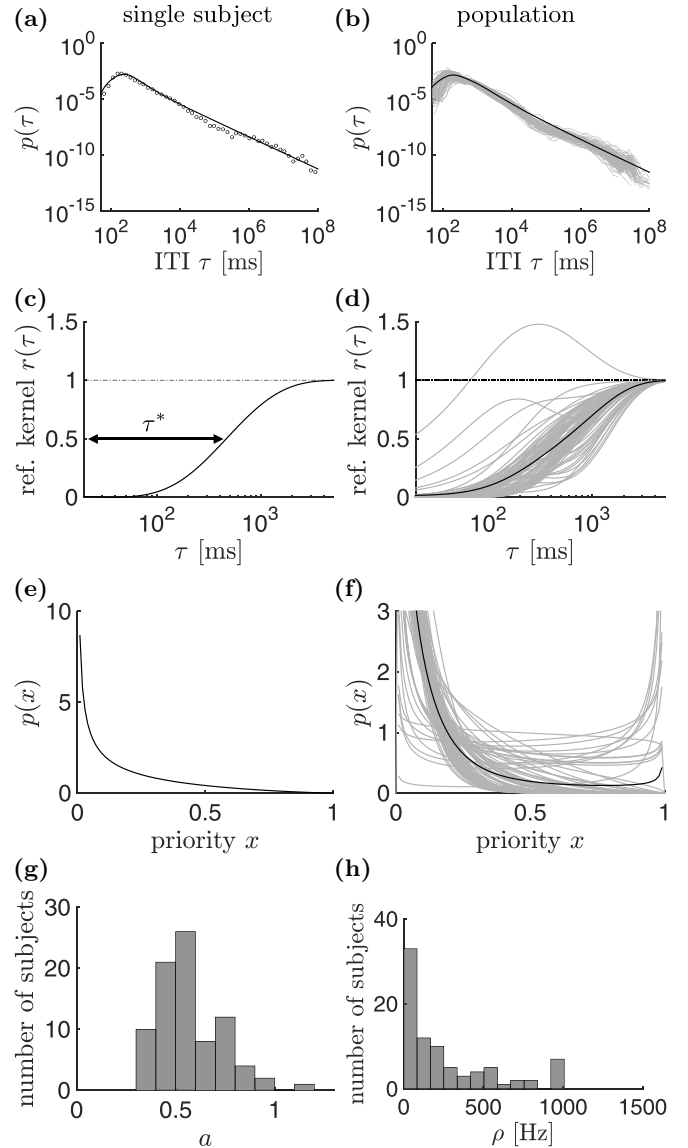 (a) single subject (b) population
10^0 10^0
10^-5 10^-5
10^-10 10^-10
10^-15 10^-15
p(τ) p(τ)
10^2 10^4 10^6 10^8 10^2 10^4 10^6 10^8
ITI τ [ms] ITI τ [ms]
(c) (d)
1.5 1.5
1 1
0.5 0.5
0 0
ref. kernel r(τ) ref. kernel r(τ)
τ*
10^2 10^3 10^2 10^3
τ [ms] τ [ms]
(e) (f)
10 3
2
5
1
0 0
p(x) p(x)
0 0.5 1 0 0.5 1
priority x priority x
(g) (h)
30 40
20
20
10
0 0
number of subjects number of subjects
0 0.5 1 0 500 1000 1500
a ρ [Hz]